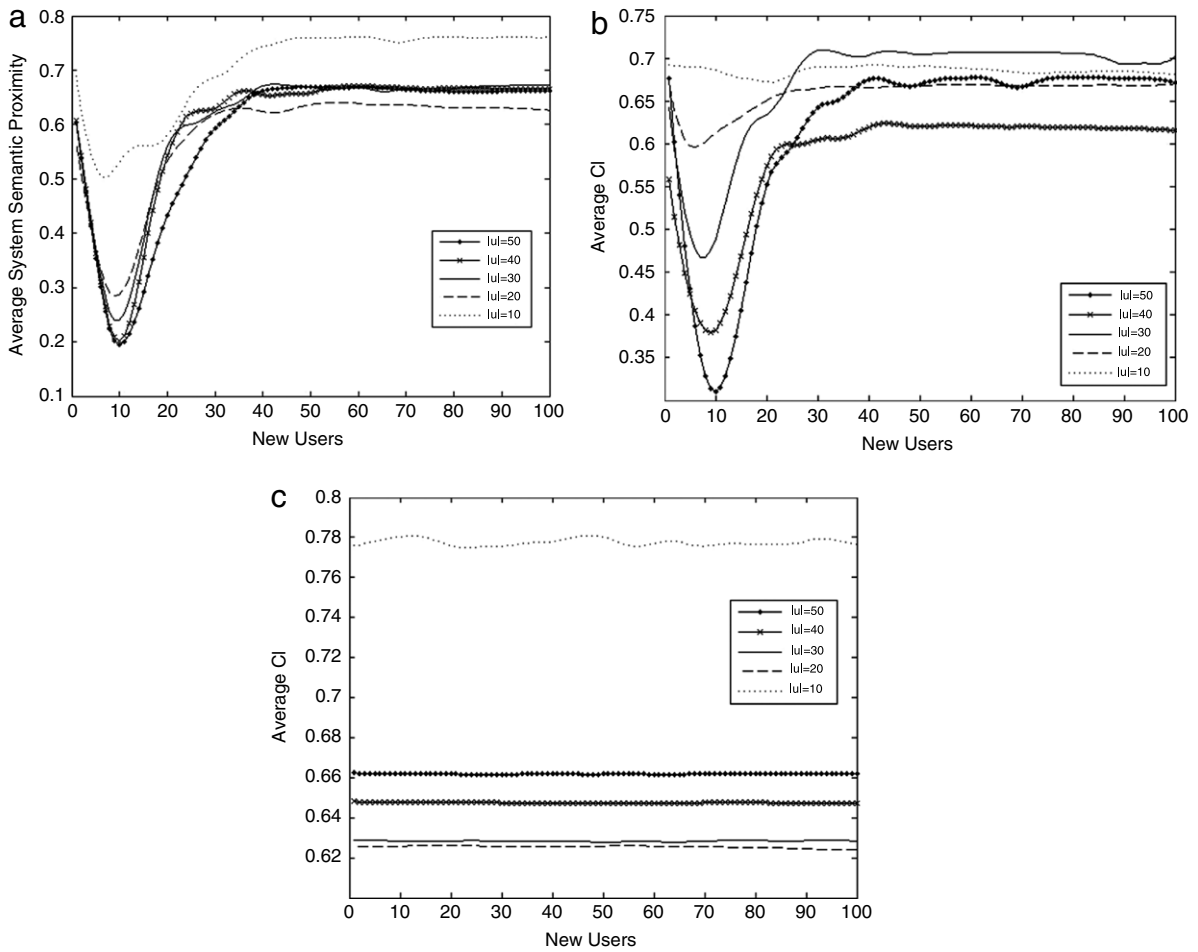 a
0.8
0.7
0.6
0.5
0.4
0.3
0.2
0.1
Average System Semantic Proximity
0 10 20 30 40 50 60 70 80 90 100
New Users
|u|=50
|u|=40
|u|=30
|u|=20
|u|=10
b
0.75
0.7
0.65
0.6
0.55
0.5
0.45
0.4
0.35
Average CI
0 10 20 30 40 50 60 70 80 90 100
New Users
|u|=50
|u|=40
|u|=30
|u|=20
|u|=10
c
0.8
0.78
0.76
0.74
0.72
0.7
0.68
0.66
0.64
0.62
Average CI
0 10 20 30 40 50 60 70 80 90 100
New Users
|u|=50
|u|=40
|u|=30
|u|=20
|u|=10